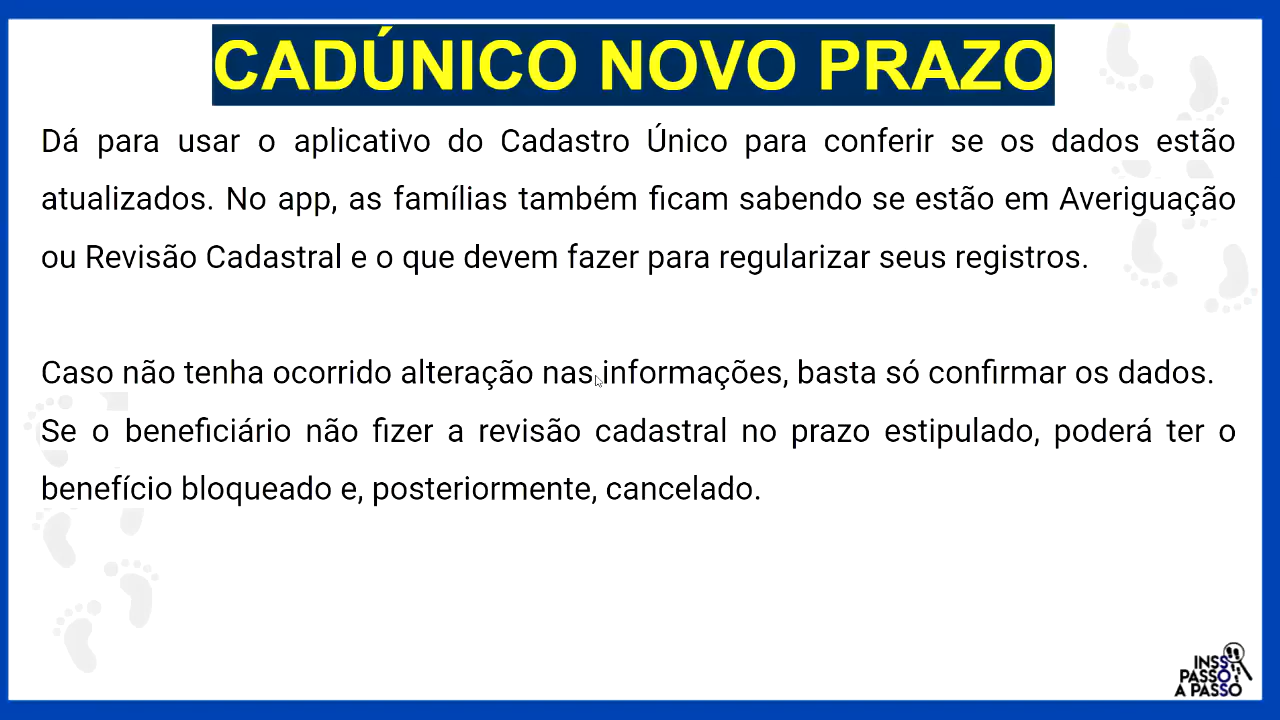 CADÚNICO NOVO PRAZO
Dá para usar o aplicativo do Cadastro Único para conferir se os dados estão
atualizados. No app, as famílias também ficam sabendo se estão em Averiguação
ou Revisão Cadastral e o que devem fazer para regularizar seus registros.
Caso não tenha ocorrido alteração nas informações, basta só confirmar os dados.
Se o beneficiário não fizer a revisão cadastral no prazo estipulado, poderá ter o
benefício bloqueado e, posteriormente, cancelado.
INSS
PASSO
A PASSO